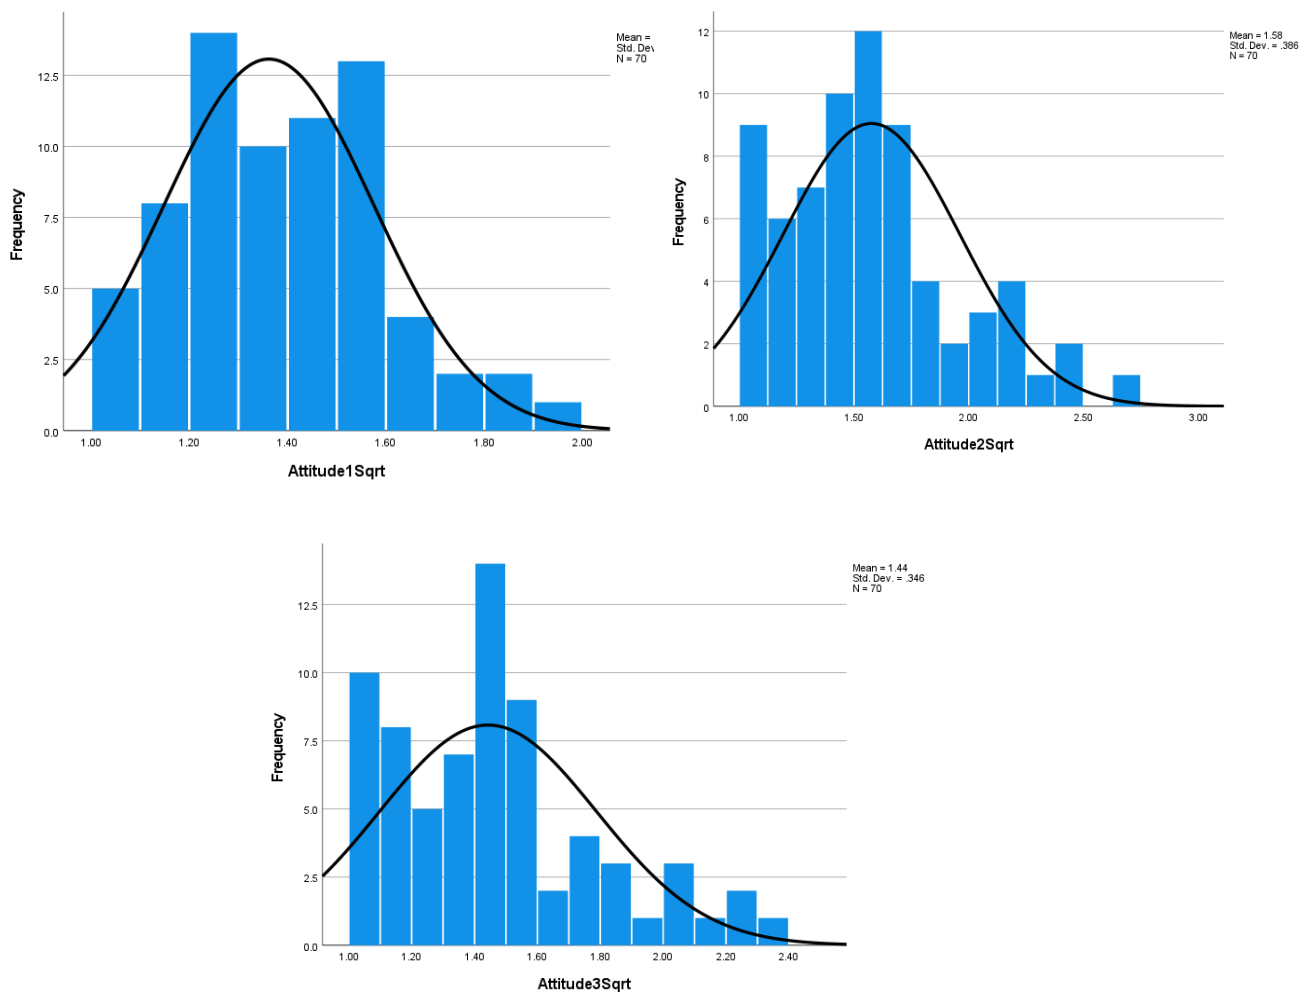 Mean =
Std. Dev
N = 70
12.5
10.0
7.5
5.0
2.5
0.0
Frequency
1.00 1.20 1.40 1.60 1.80 2.00
Attitude1Sqrt
Mean = 1.58
Std. Dev. = .386
N = 70
12
10
8
6
4
2
0
Frequency
1.00 1.50 2.00 2.50 3.00
Attitude2Sqrt
Mean = 1.44
Std. Dev. = .346
N = 70
12.5
10.0
7.5
5.0
2.5
0.0
Frequency
1.00 1.20 1.40 1.60 1.80 2.00 2.20 2.40
Attitude3Sqrt